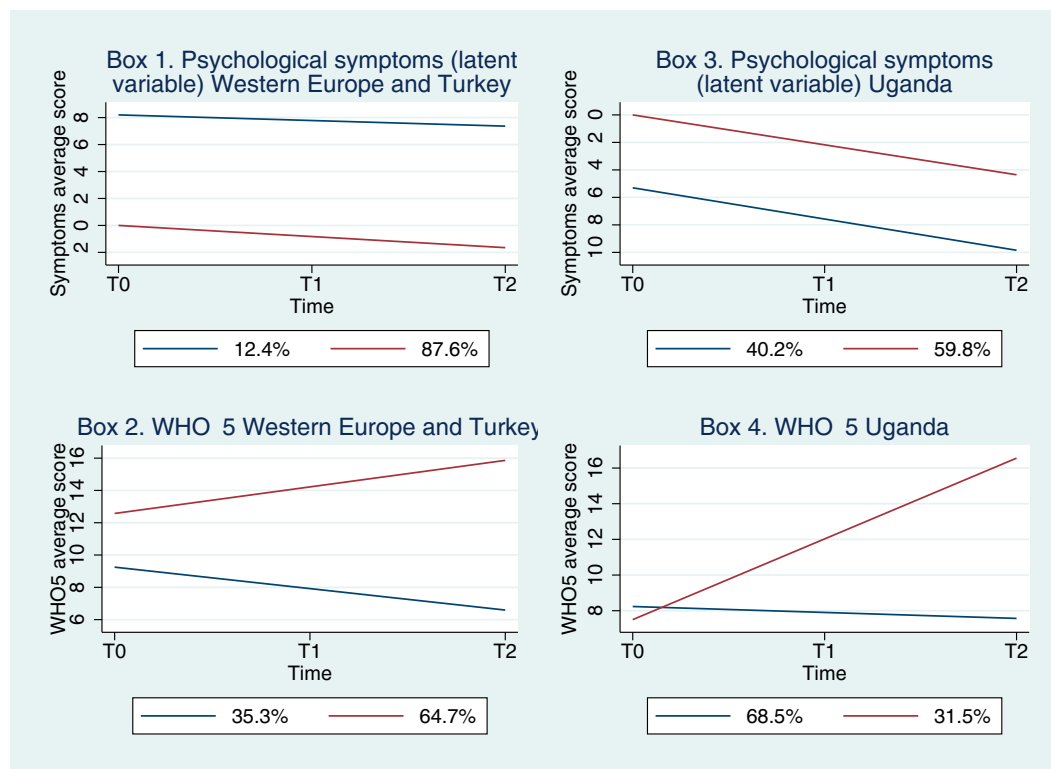 Box 1. Psychological symptoms (latent
variable) Western Europe and Turkey
Symptoms average score
8
6
4
2
0
2
T0
T1
T2
Time
12.4%
87.6%
Box 3. Psychological symptoms
(latent variable) Uganda
Symptoms average score
0
2
4
6
8
10
T0
T1
T2
Time
40.2%
59.8%
Box 2. WHO 5 Western Europe and Turkey
WHO5 average score
16
14
12
10
8
6
T0
T1
T2
Time
35.3%
64.7%
Box 4. WHO 5 Uganda
WHO5 average score
16
14
12
10
8
T0
T1
T2
Time
68.5%
31.5%